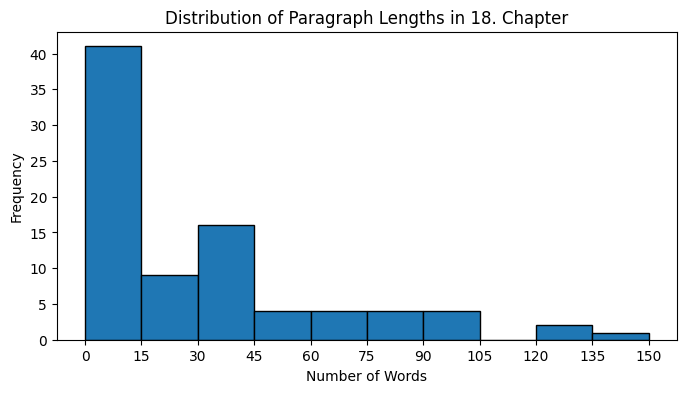 Distribution of Paragraph Lengths in 18. Chapter
40
35
30
25
20
15
10
5
0
Frequency
0 15 30 45 60 75 90 105 120 135 150
Number of Words